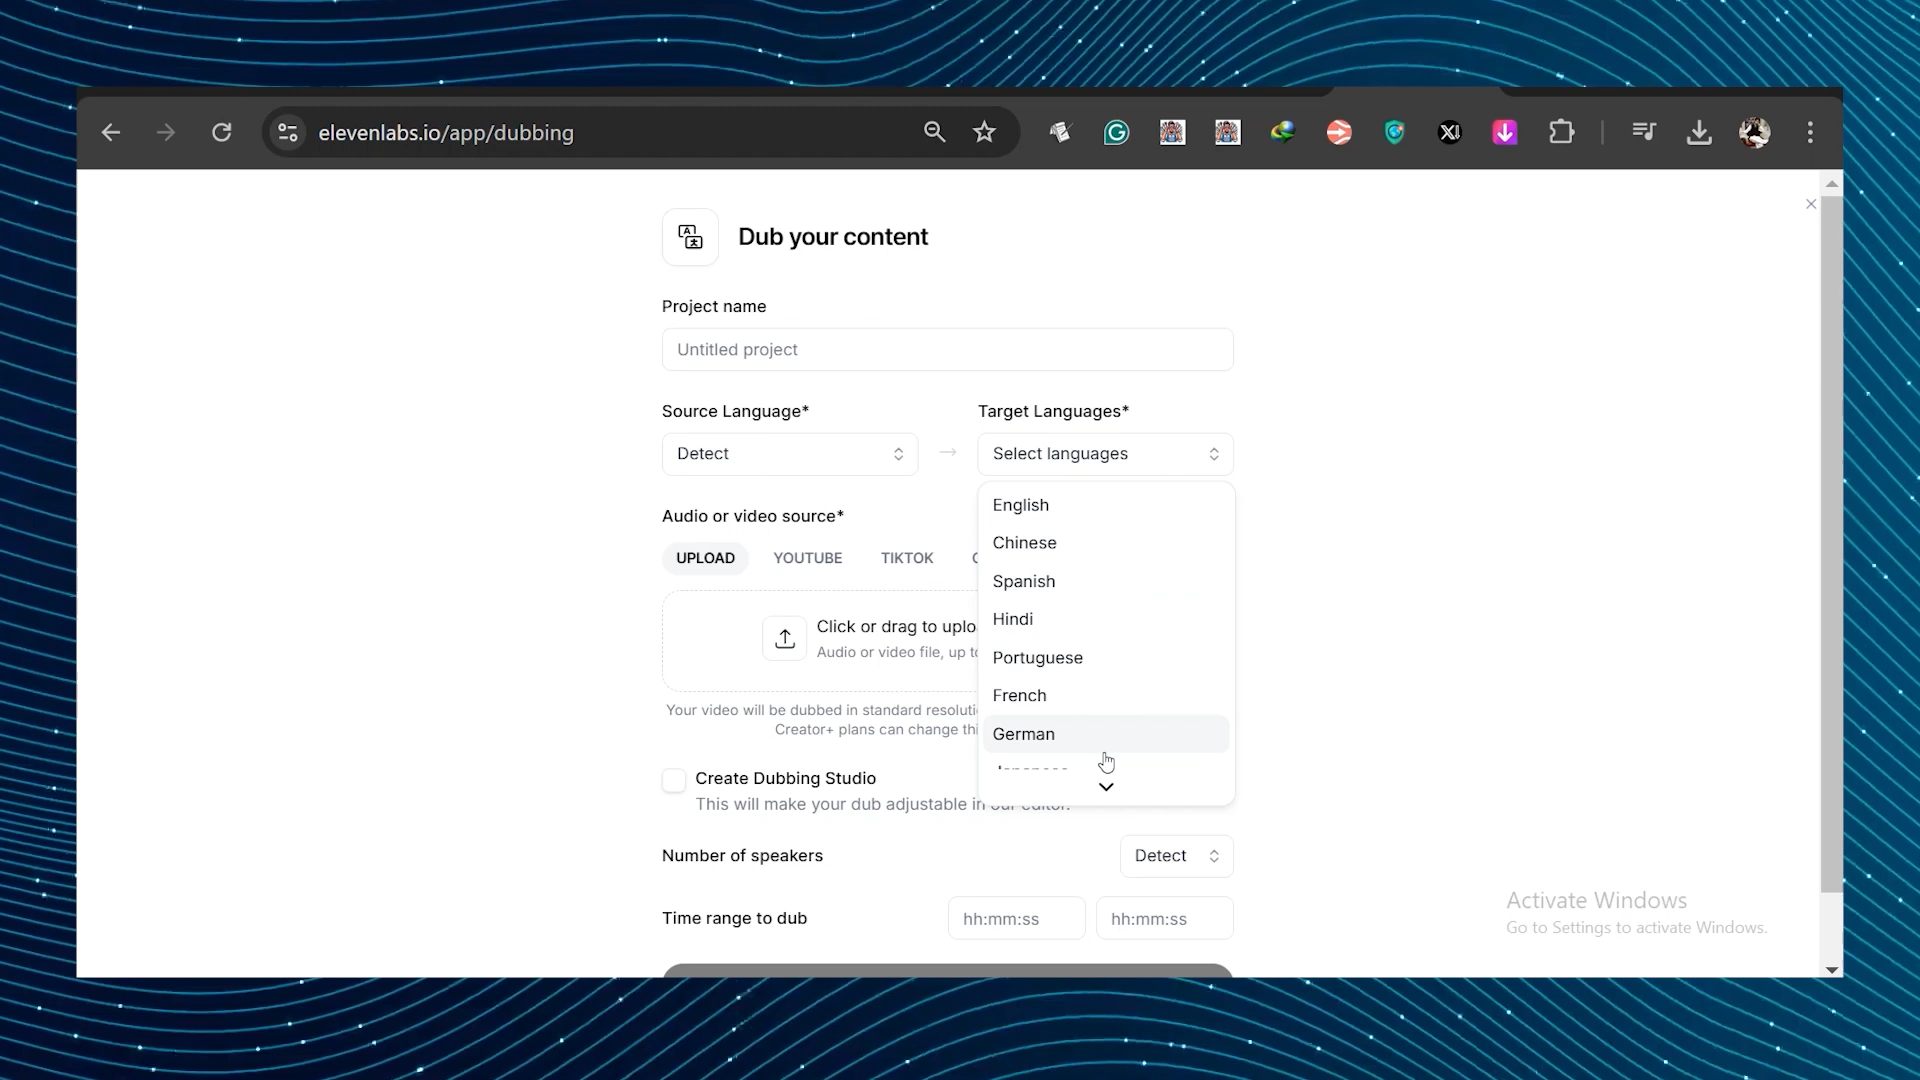 elevenlabs.io/app/dubbing
Dub your content
Project name
Untitled project
Source Language* Target Languages*
Detect Select languages
English
Chinese
Spanish
Hindi
Portuguese
French
German
Audio or video source*
UPLOAD YOUTUBE TIKTOK
Click or drag to
Audio or video file, up
Your video will be dubbed in standard
Creator+ plans can change
Create Dubbing Studio
This will make your dub adjustable in our editor.
Number of speakers Detect
Time range to dub hh:mm:ss hh:mm:ss
Activate Windows
Go to Settings to activate Windows.